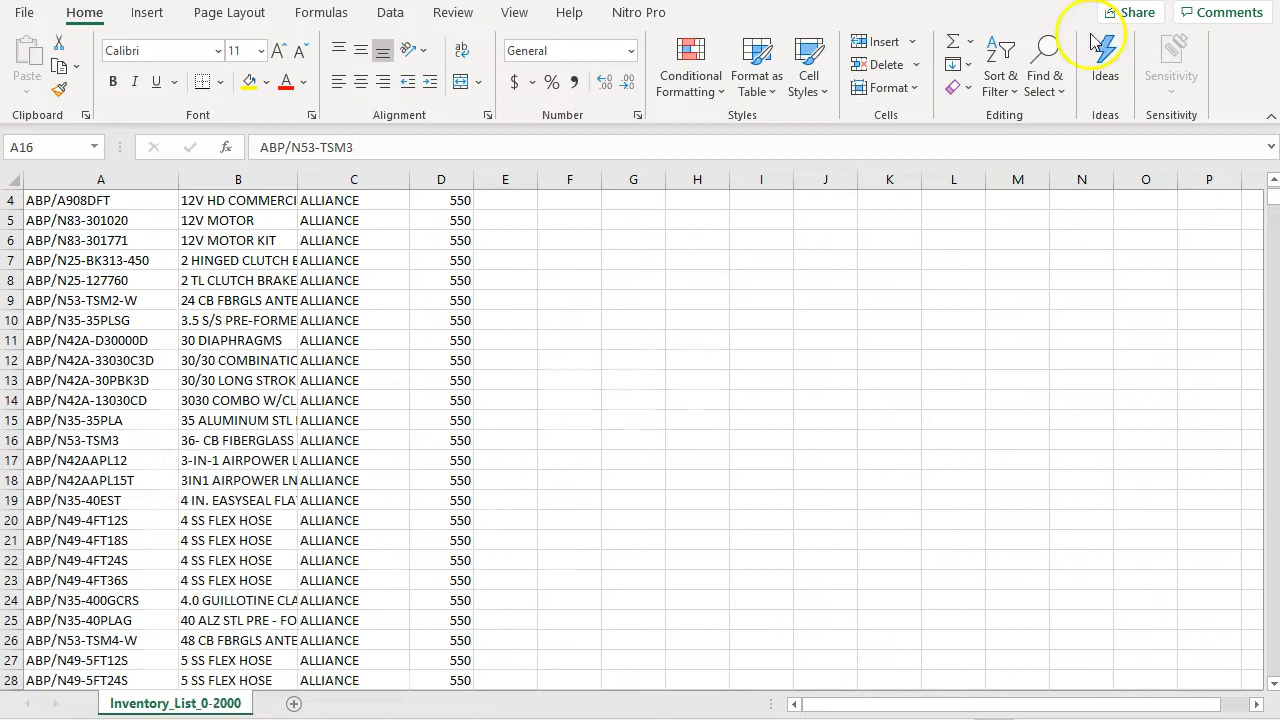 File Home Insert Page Layout Formulas Data Review View Help Nitro Pro Share Comments
Paste Calibri 11 B I U ab General $ % , Conditional Formatting Format as Table Cell Styles Insert Delete Format Sort & Filter Find & Select Ideas Sensitivity
Clipboard Font Alignment Number Styles Cells Editing Ideas Sensitivity
A16 fx ABP/N53-TSM3
A B C D E F G H I J K L M N O P
4 ABP/A908DFT 12V HD COMMERCI ALLIANCE 550
5 ABP/N83-301020 12V MOTOR ALLIANCE 550
6 ABP/N83-301771 12V MOTOR KIT ALLIANCE 550
7 ABP/N25-BK313-450 2 HINGED CLUTCH B ALLIANCE 550
8 ABP/N25-127760 2 TL CLUTCH BRAKE ALLIANCE 550
9 ABP/N53-TSM2-W 24 CB FBRGLS ANTE ALLIANCE 550
10 ABP/N35-35PLSG 3.5 S/S PRE-FORME ALLIANCE 550
11 ABP/N42A-D30000D 30 DIAPHRAGMS ALLIANCE 550
12 ABP/N42A-33030C3D 30/30 COMBINATIO ALLIANCE 550
13 ABP/N42A-30PBK3D 30/30 LONG STROK ALLIANCE 550
14 ABP/N42A-13030CD 3030 COMBO W/CL ALLIANCE 550
15 ABP/N35-35PLA 35 ALUMINUM STL ALLIANCE 550
16 ABP/N53-TSM3 36- CB FIBERGLASS ALLIANCE 550
17 ABP/N42AAPL12 3-IN-1 AIRPOWER L ALLIANCE 550
18 ABP/N42AAPL15T 3IN1 AIRPOWER LN ALLIANCE 550
19 ABP/N35-40EST 4 IN. EASYSEAL FLA ALLIANCE 550
20 ABP/N49-4FT12S 4 SS FLEX HOSE ALLIANCE 550
21 ABP/N49-4FT18S 4 SS FLEX HOSE ALLIANCE 550
22 ABP/N49-4FT24S 4 SS FLEX HOSE ALLIANCE 550
23 ABP/N49-4FT36S 4 SS FLEX HOSE ALLIANCE 550
24 ABP/N35-400GCRS 4.0 GUILLOTINE CLA ALLIANCE 550
25 ABP/N35-40PLAG 40 ALZ STL PRE - FO ALLIANCE 550
26 ABP/N53-TSM4-W 48 CB FBRGLS ANTE ALLIANCE 550
27 ABP/N49-5FT12S 5 SS FLEX HOSE ALLIANCE 550
28 ABP/N49-5FT24S 5 SS FLEX HOSE ALLIANCE 550
Inventory_List_0-2000